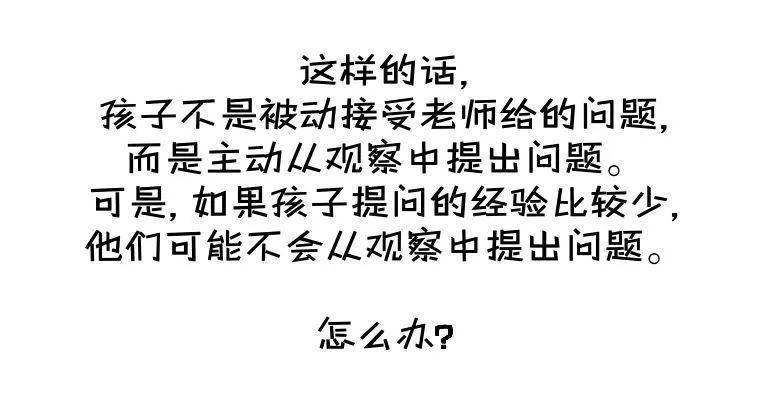 这样的话,
孩子不是被动接受老师给的问题,
而是主动从观察中提出问题。
可是, 如果孩子提问的经验比较少,
他们可能不会从观察中提出问题。
怎么办?